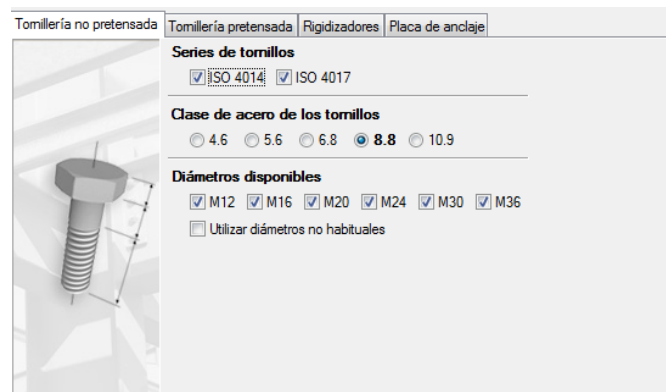 Tornillería no pretensada Tornillería pretensada Rigidizadores Placa de anclaje
Series de tornillos
ISO 4014 ISO 4017
Clase de acero de los tornillos
4.6 5.6 6.8 8.8 10.9
Diámetros disponibles
M12 M16 M20 M24 M30 M36
Utilizar diámetros no habituales